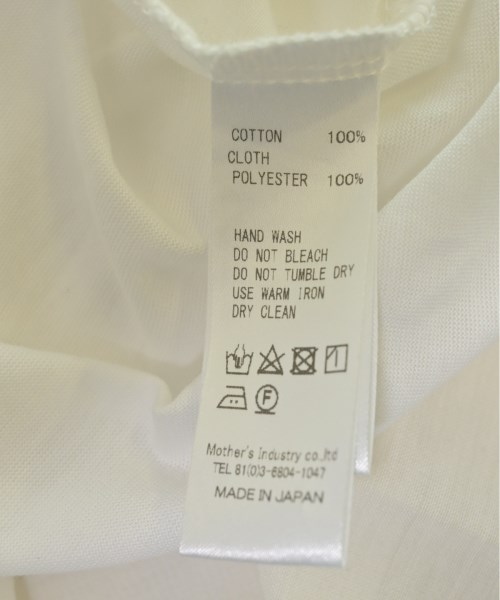 COTTON 100%
CLOTH
POLYESTER 100%
HAND WASH
DO NOT BLEACH
DO NOT TUMBLE DRY
USE WARM IRON
DRY CLEAN
F
Mother's Industry co.,ltd
TEL 81(0)3-6804-1047
MADE IN JAPAN